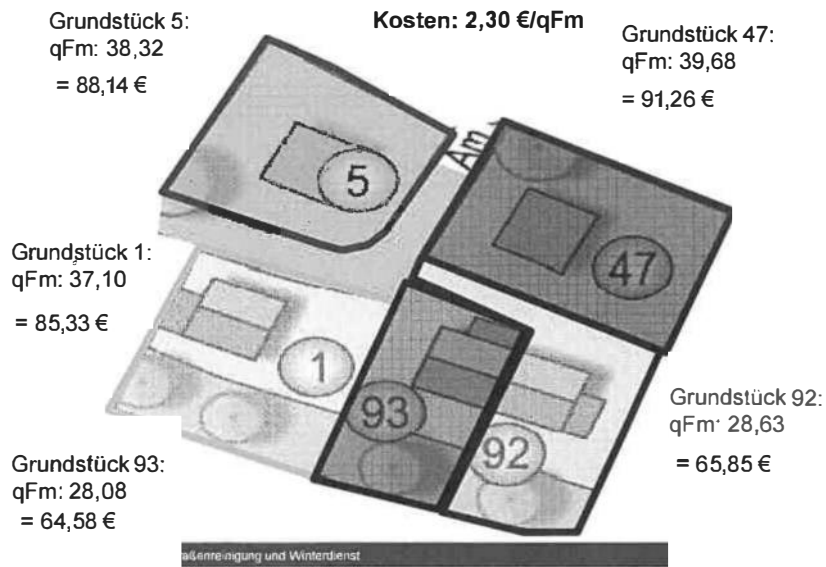 Kosten: 2,30 €/qFm
Grundstück 5:
qFm: 38,32
= 88,14 €
Grundstück 47:
qFm: 39,68
= 91,26 €
Am
5
47
Grundstück 1:
qFm: 37,10
= 85,33 €
1
93
92
Grundstück 92:
qFm: 28,63
= 65,85 €
Grundstück 93:
qFm: 28,08
= 64,58 €
aßenreinigung und Winterdienst